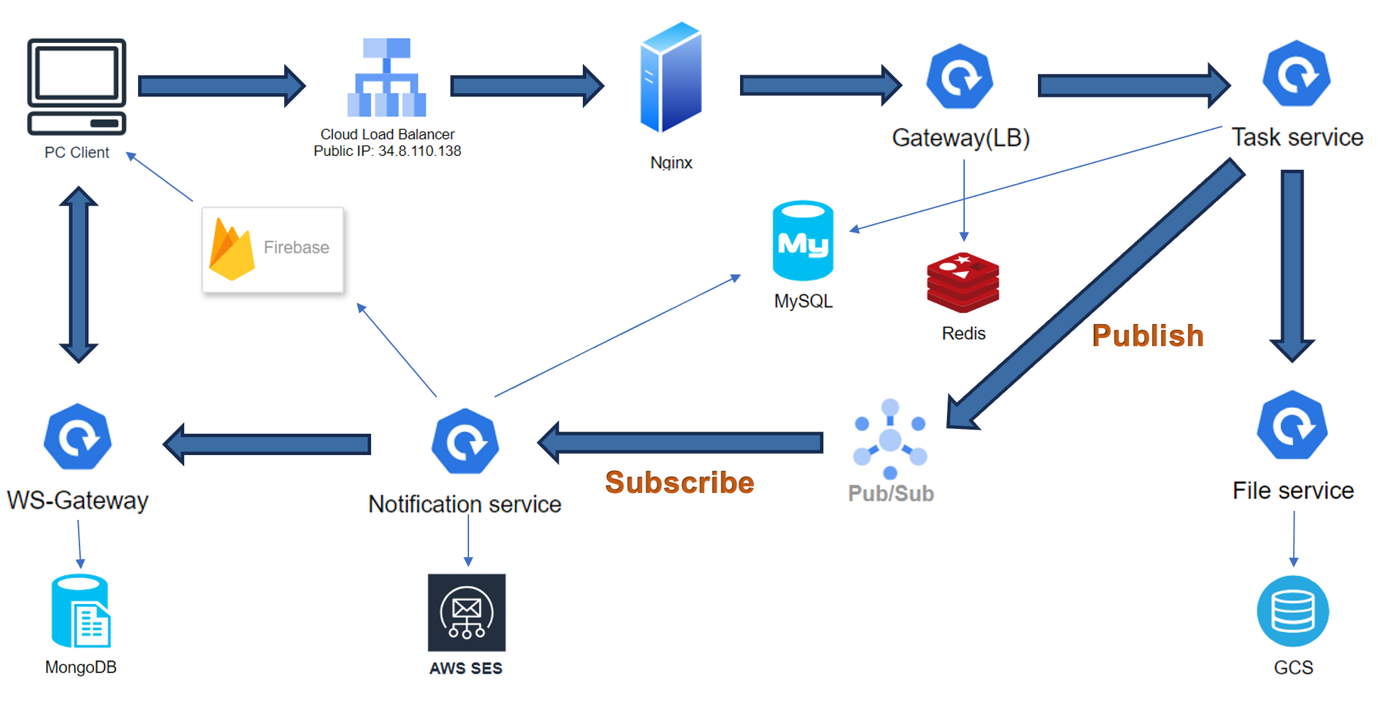 PC Client
Cloud Load Balancer
Public IP: 34.8.110.138
Nginx
Gateway(LB)
Task service
Firebase
My
MySQL
Redis
Publish
WS-Gateway
Notification service
Subscribe
Pub/Sub
File service
MongoDB
AWS SES
GCS